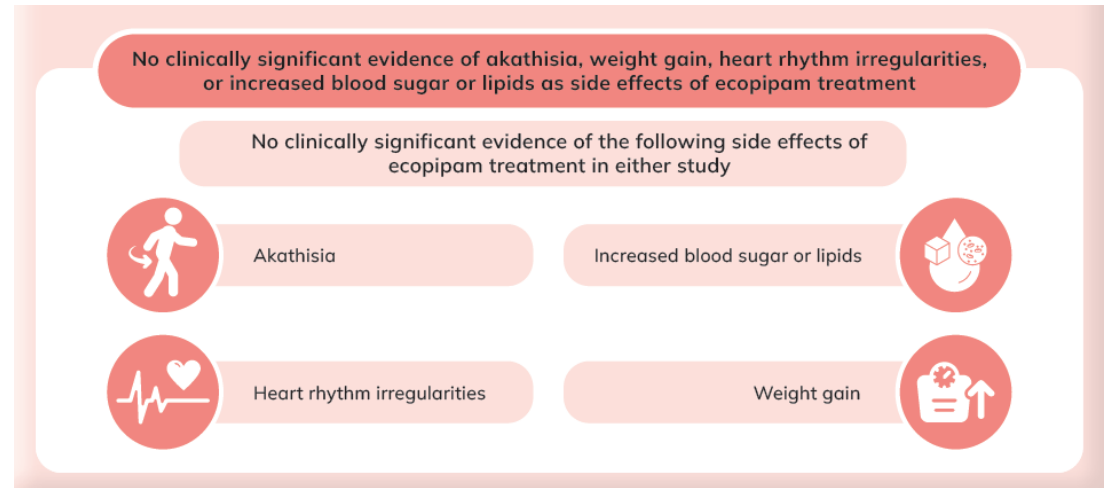 No clinically significant evidence of akathisia, weight gain, heart rhythm irregularities,
or increased blood sugar or lipids as side effects of ecopipam treatment
No clinically significant evidence of the following side effects of
ecopipam treatment in either study
Akathisia
Increased blood sugar or lipids
Heart rhythm irregularities
Weight gain